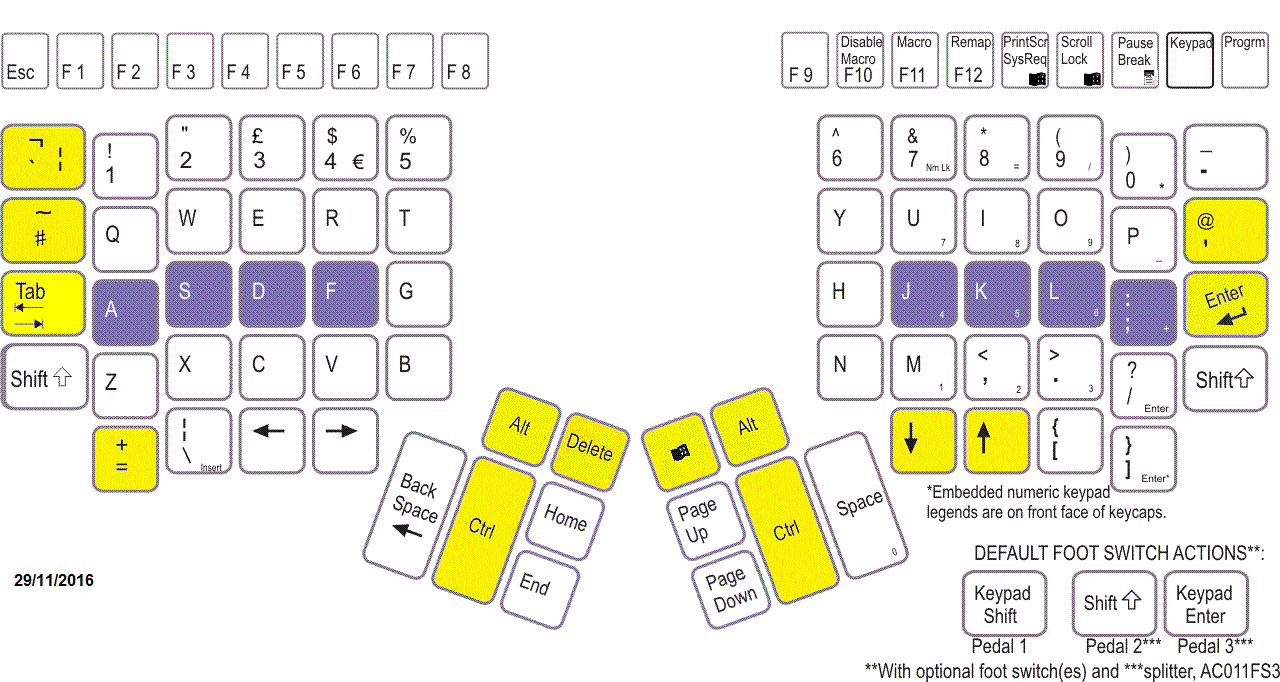 Esc F 1 F 2 F 3 F 4 F 5 F 6 F 7 F 8
F 9
Disable
Macro
F10
Macro
F11
Remap
F12
PrintScr
SysReq
Scroll
Lock
Pause
Break
Keypad
Progrm
¬
` ¦
!
1
"
2
£
3
$
4 €
%
5
^
6
&
7 Nm Lk
*
8 =
(
9 /
)
0 *
_
-
~
#
Q W E R T
Y
U 7
I 8
O 9
P –
@
'
Tab
A S D F G
H
J 4
K 5
L 6
:
; +
Enter
Shift
Z X C V B
N
M 1
<
, 2
>
. 3
?
/ Enter
Shift
+
=
¦
\ Insert
{
[
}
] Enter*
Alt
Delete
Back
Space
Ctrl
Home
End
Alt
Page
Up
Ctrl
Space
0
Page
Down
*Embedded numeric keypad
legends are on front face of keycaps.
29/11/2016
DEFAULT FOOT SWITCH ACTIONS**:
Keypad
Shift
Shift
Keypad
Enter
Pedal 1 Pedal 2*** Pedal 3***
**With optional foot switch(es) and ***splitter, AC011FS3